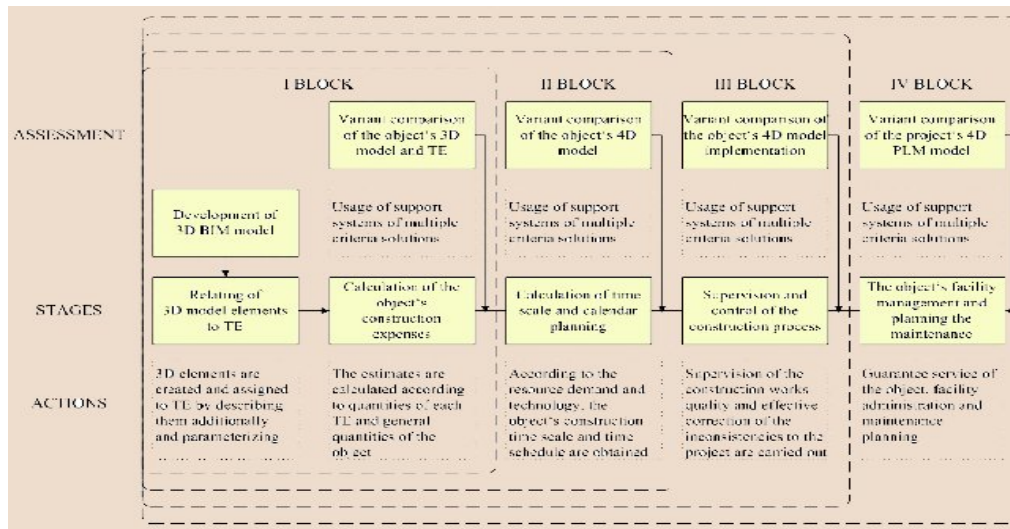 I BLOCK
II BLOCK
III BLOCK
IV BLOCK
ASSESSMENT
Variant comparison
of the object's 3D
model and TE
Variant comparison
of the object's 4D
model
Variant comparison of
the object's 4D model
implementation
Variant comparison
of the project's 4D
PLM model
Development of
3D BIM model
Usage of support
systems of multiple
criteria solutions
Usage of support
systems of multiple
criteria solutions
Usage of support
systems of multiple
criteria solutions
Usage of support
systems of multiple
criteria solutions
STAGES
Relating of
3D model elements
to TE
Calculation of the
object's
construction
expenses
Calculation of time
scale and calendar
planning
Supervision and
control of the
construction process
The object's facility
management and
planning the
maintenance
ACTIONS
3D elements are
created and assigned
to TE by describing
them additionally
and parameterizing
The estimates are
calculated according
to quantities of each
TE and general
quantities of the
object
According to the
resource demand and
technology, the
object's construction
time scale and time
schedule are obtained
Supervision of the
construction works
quality and effective
correction of the
inconsistencies to the
project are carried out
Guarantee service of
the object, facility
administration and
maintenance
planning